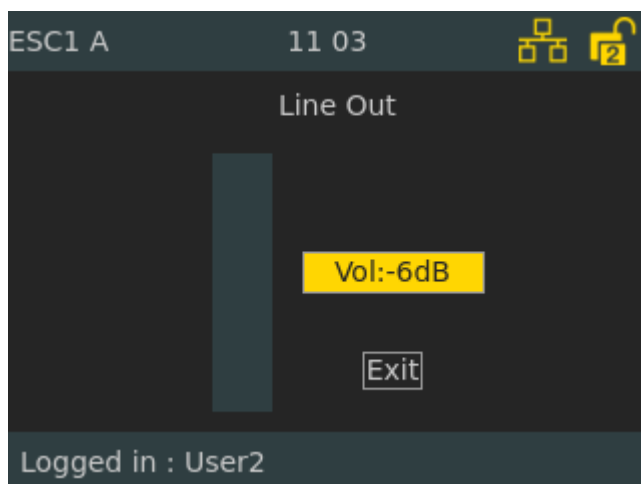 ESC1 A 11 03 2
Line Out
Vol:-6dB
Exit
Logged in : User2